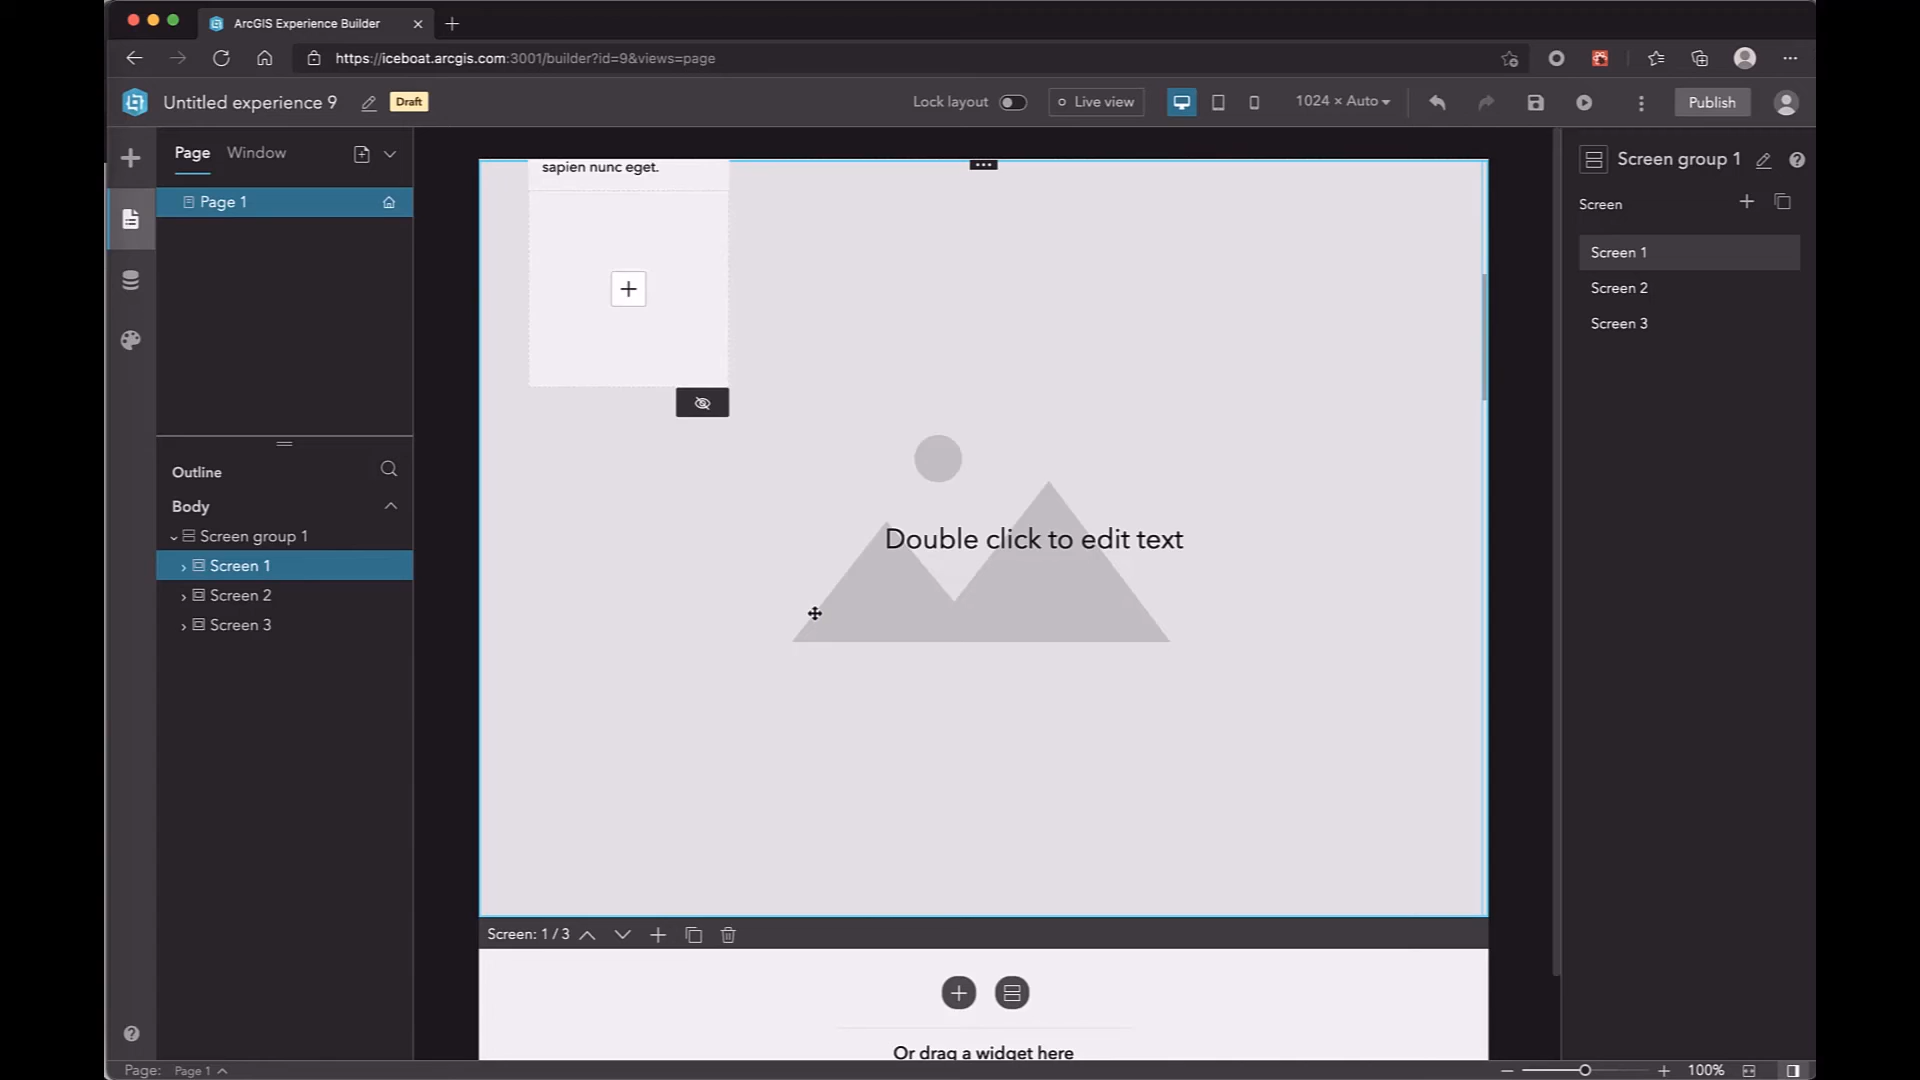 ArcGIS Experience Builder
https://iceboat.arcgis.com:3001/builder?id=9&views=page
Untitled experience 9
Draft
Lock layout
Live view
1024 × Auto
Publish
Page
Window
Page 1
Outline
Body
Screen group 1
Screen 1
Screen 2
Screen 3
sapien nunc eget.
Double click to edit text
Screen: 1 / 3
Or drag a widget here
Screen group 1
Screen
Screen 1
Screen 2
Screen 3
Page:
Page 1
100%